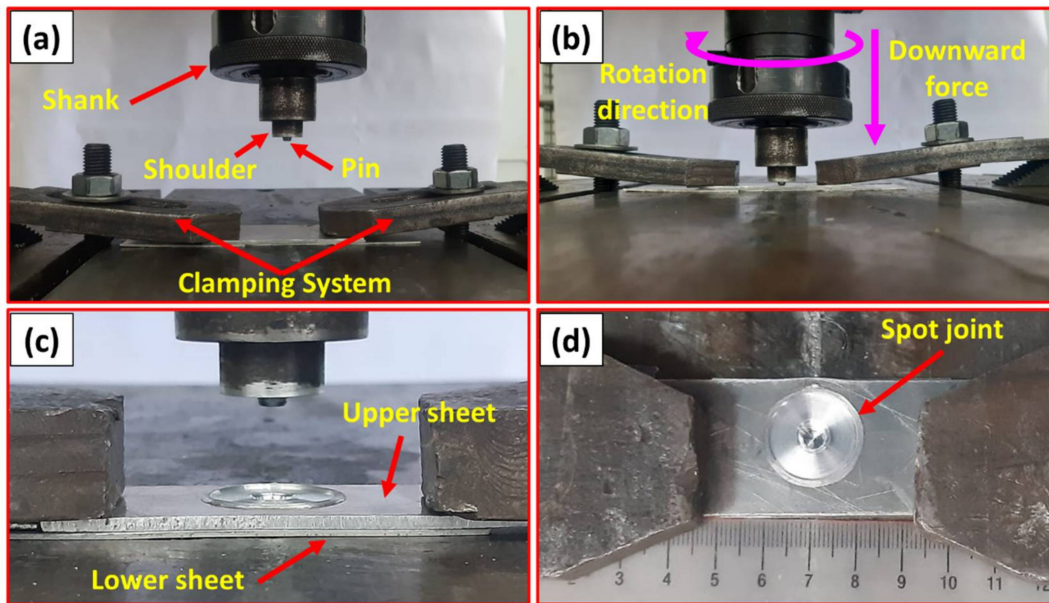 (a)
Shank
Shoulder
Pin
Clamping System
(b)
Rotation
direction
Downward
force
(c)
Upper sheet
Lower sheet
(d)
Spot joint
3 4 5 6 7 8 9 10 11